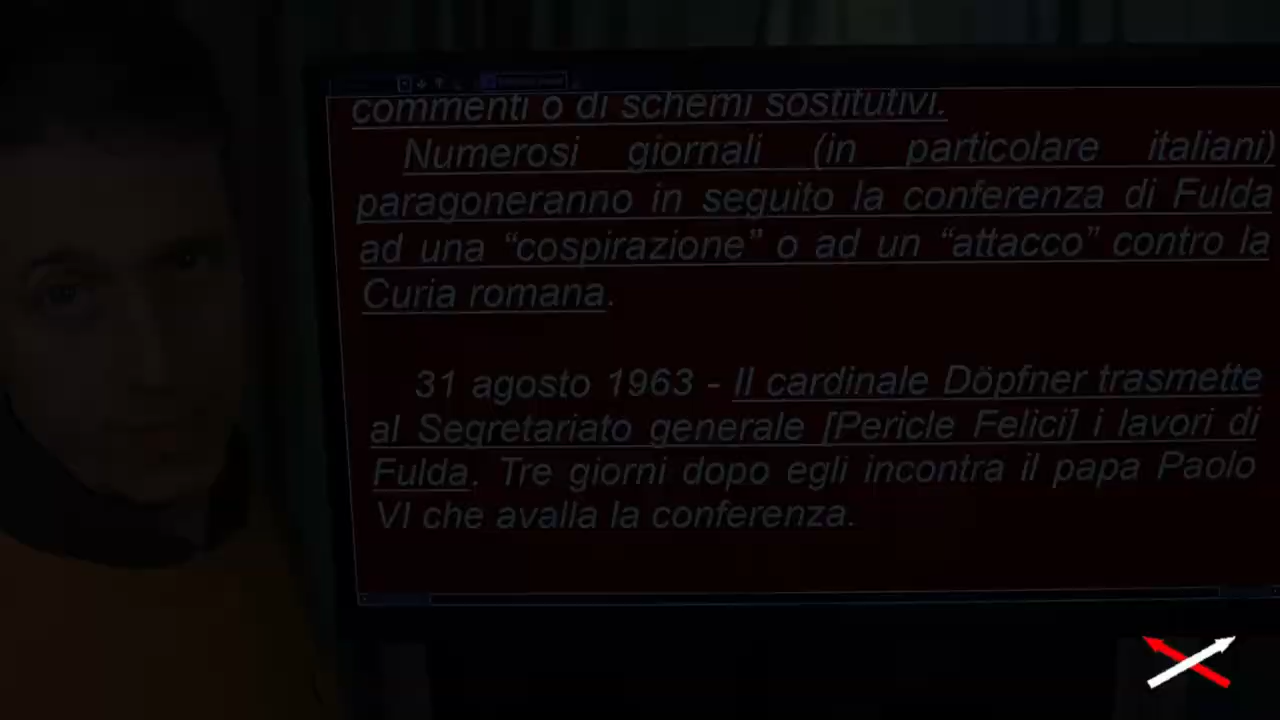 commenti o di schemi sostitutivi.
Numerosi giornali (in particolare italiani)
paragoneranno in seguito la conferenza di Fulda
ad una “cospirazione” o ad un “attacco” contro la
Curia romana.
31 agosto 1963 - Il cardinale Döpfner trasmette
al Segretariato generale [Pericle Felici] i lavori di
Fulda. Tre giorni dopo egli incontra il papa Paolo
VI che avalla la conferenza.